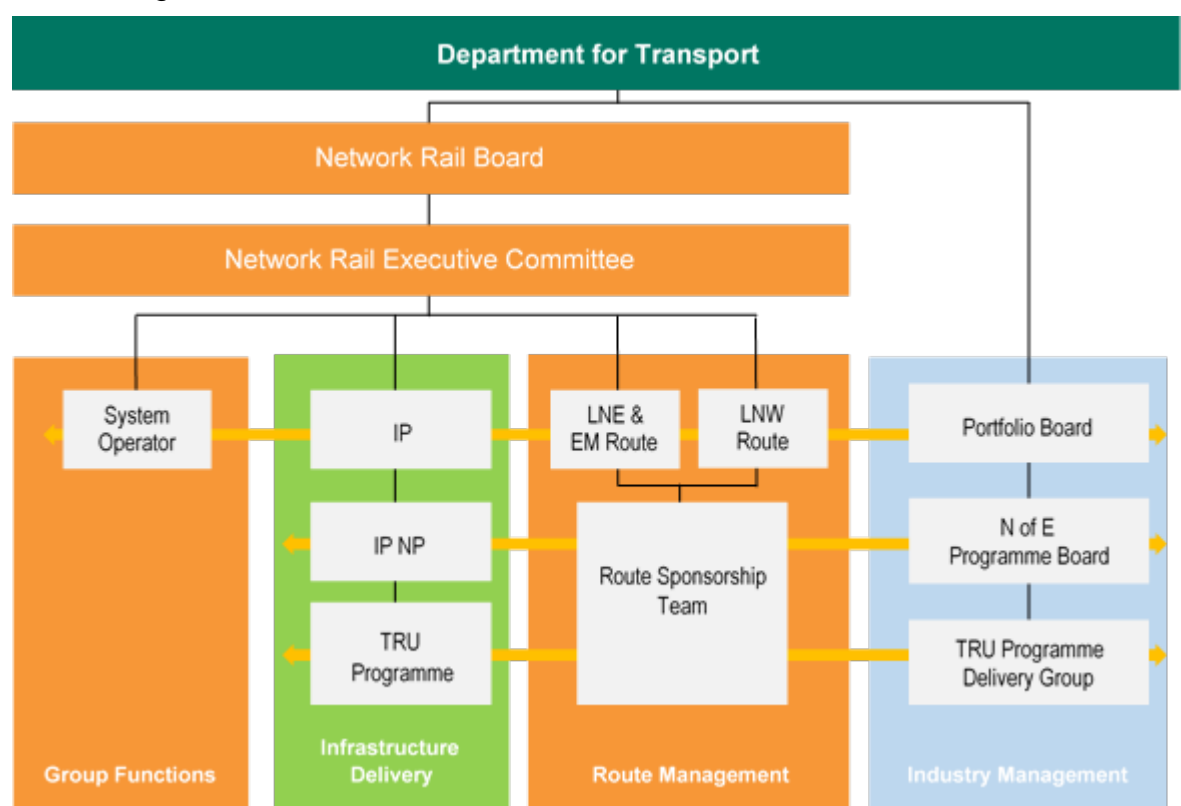 Department for Transport
Network Rail Board
Network Rail Executive Committee
System
Operator
IP
LNE &
EM Route
LNW
Route
Portfolio Board
IP NP
Route Sponsorship
Team
N of E
Programme Board
TRU
Programme
TRU Programme
Delivery Group
Group Functions
Infrastructure
Delivery
Route Management
Industry Management